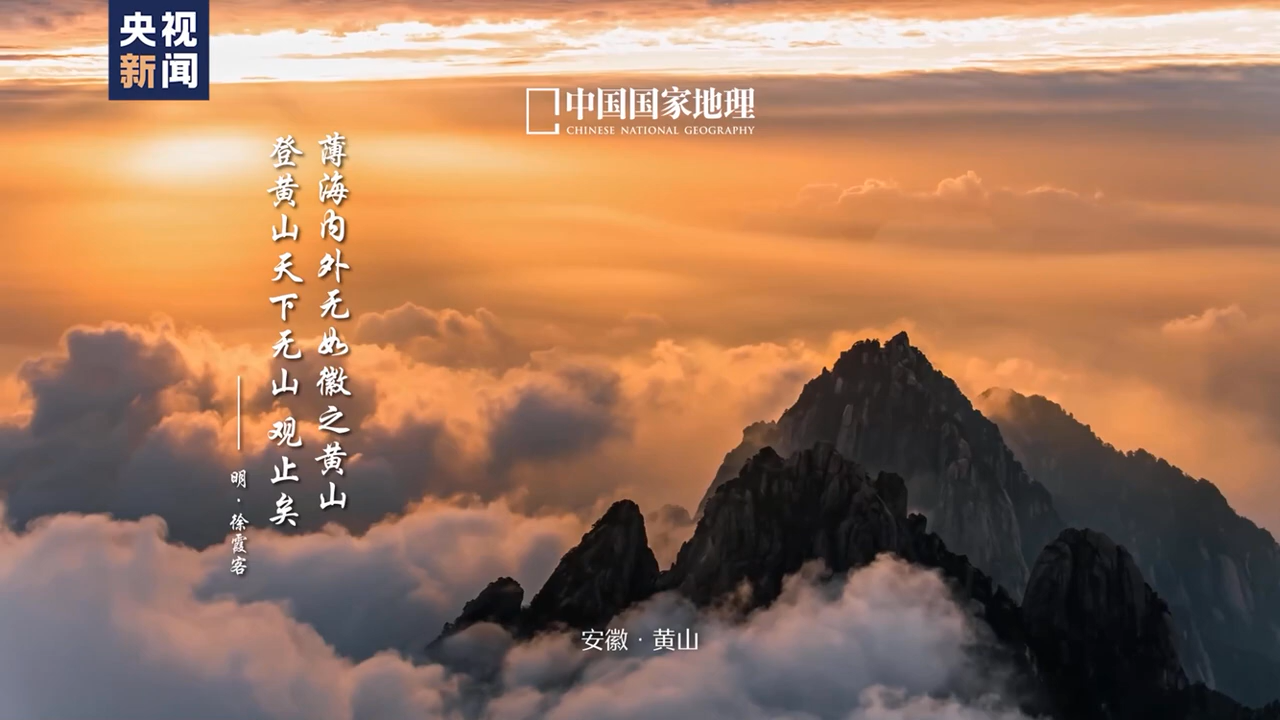 央视
新闻
中国国家地理
CHINESE NATIONAL GEOGRAPHY
薄海内外无如徽之黄山
登黄山天下无山 观止矣
——明·徐霞客
安徽·黄山